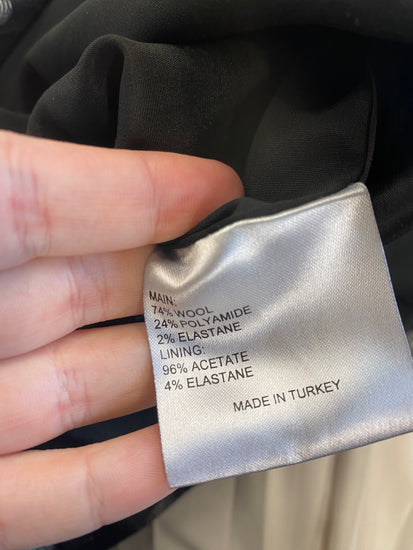 MAIN:
74% WOOL
24% POLYAMIDE
2% ELASTANE
LINING:
96% ACETATE
4% ELASTANE
MADE IN TURKEY